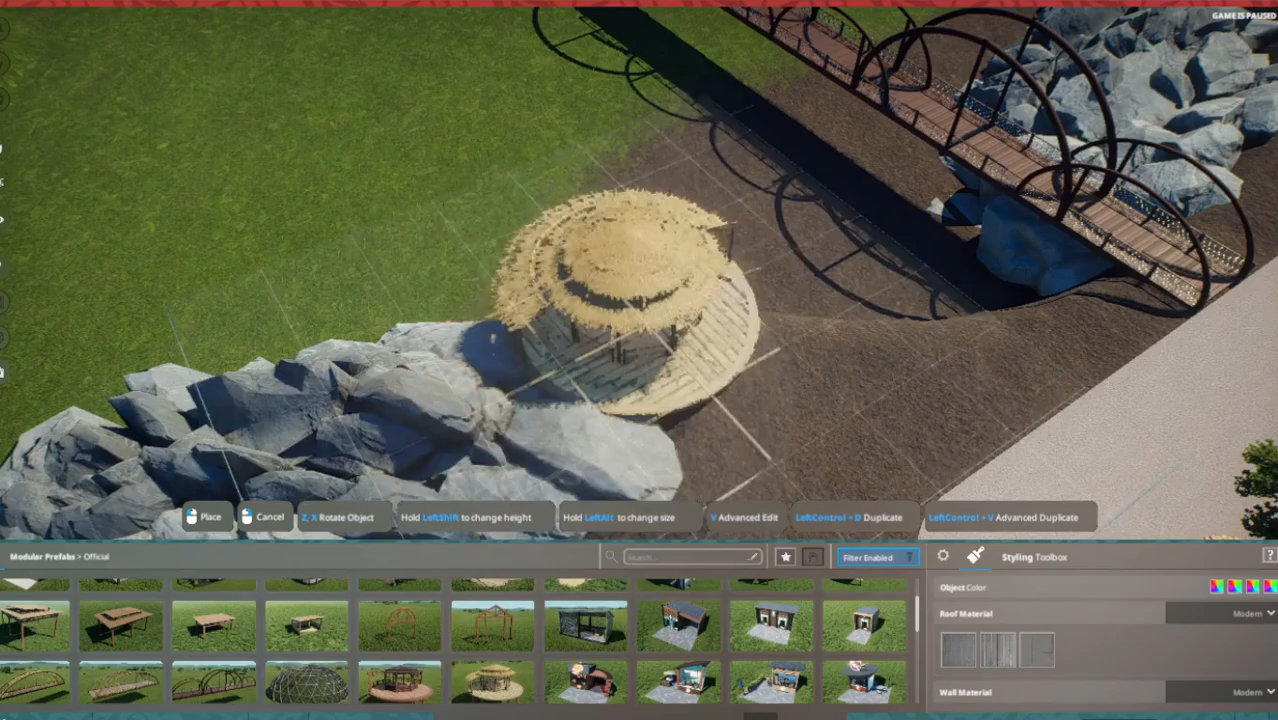 GAME IS PAUSED
Place
Cancel
Z, X Rotate Object
Hold LeftShift to change height
Hold LeftAlt to change size
V Advanced Edit
LeftControl + D Duplicate
LeftControl + V Advanced Duplicate
Modular Prefabs > Official
Search...
Filter Enabled
Styling Toolbox
?
Object Color
Roof Material
Modern
Wall Material
Modern